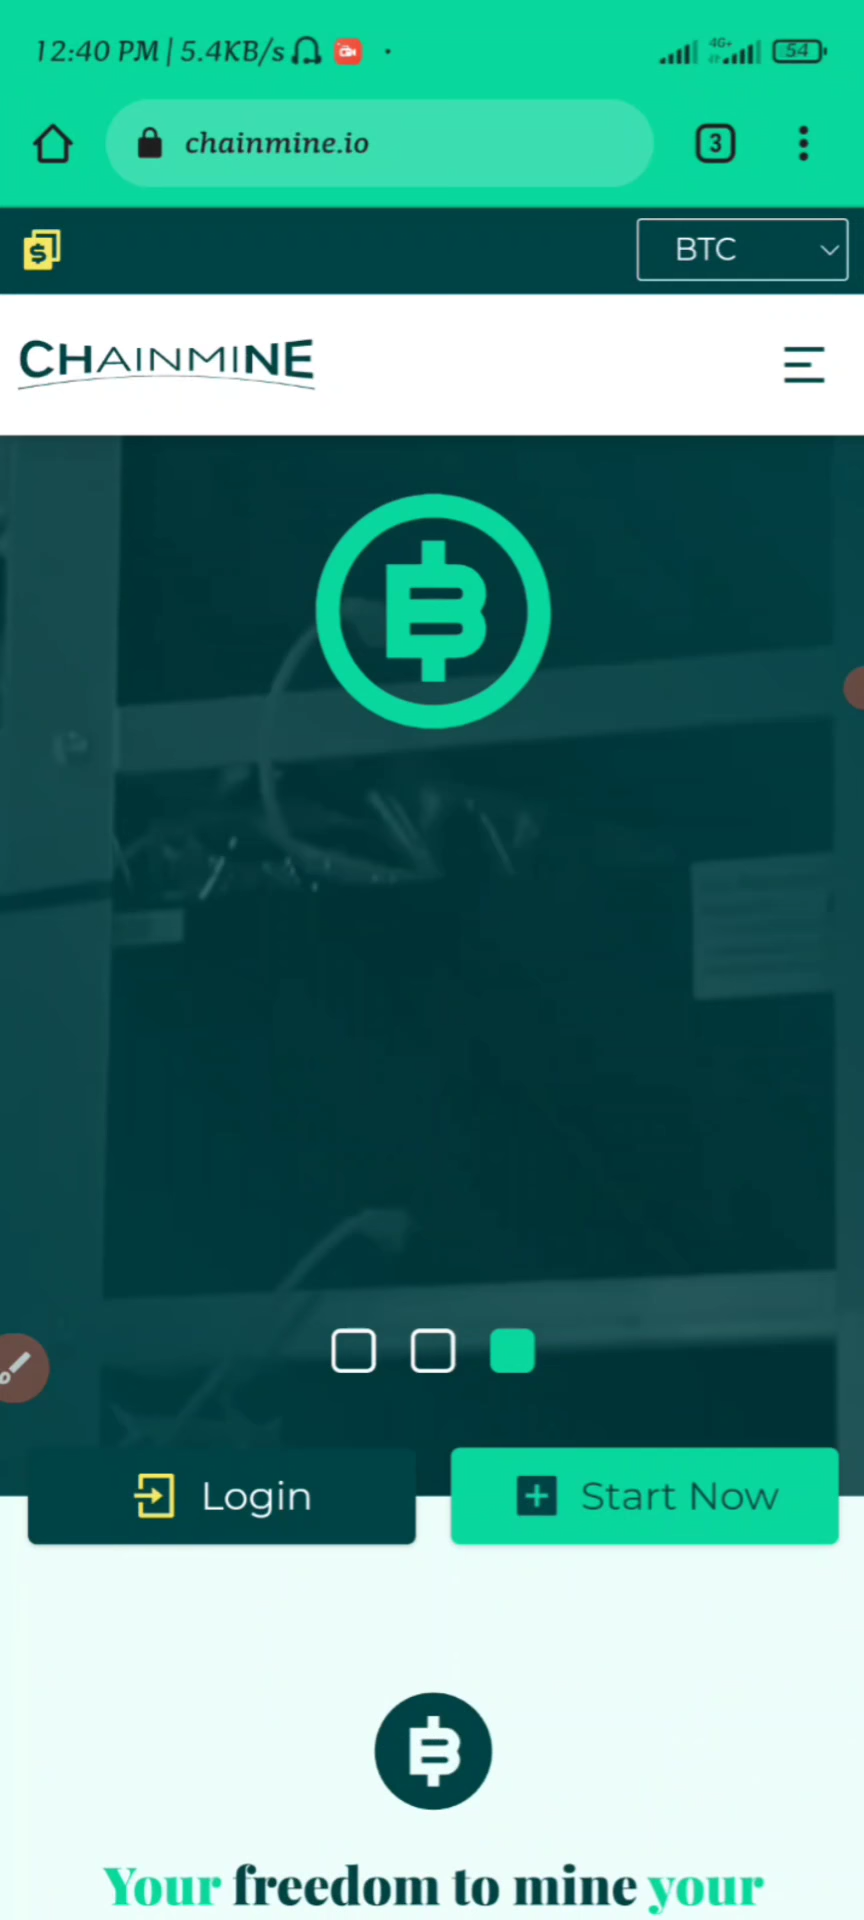 12:40 PM | 5.4KB/s 4G+ 54
chainmine.io 3
$ BTC
CHAINMINE
Login Start Now
Your freedom to mine your